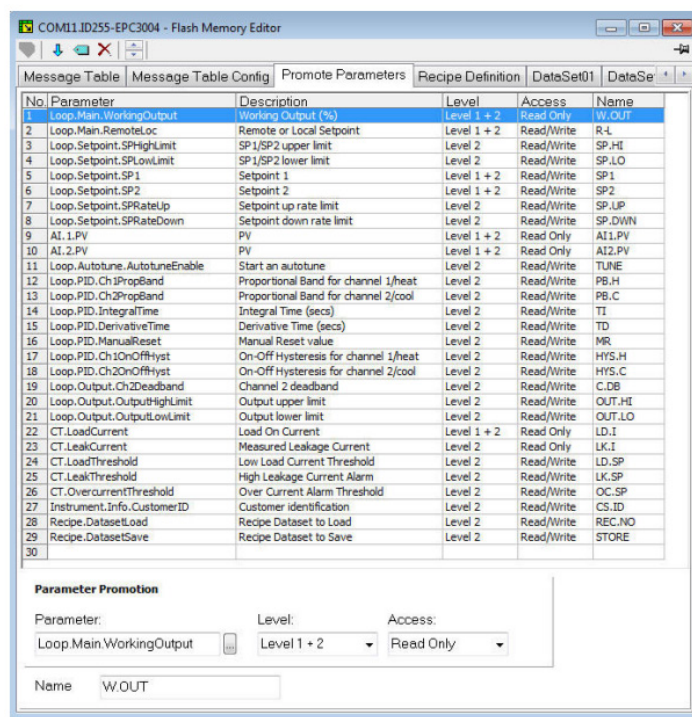 COM11.ID255-EPC3004 - Flash Memory Editor
Message Table Message Table Config Promote Parameters Recipe Definition DataSet01 DataSe
No. Parameter Description Level Access Name
1 Loop.Main.WorkingOutput Working Output (%) Level 1 + 2 Read Only W.OUT
2 Loop.Main.RemoteLoc Remote or Local Setpoint Level 1 + 2 Read/Write R-L
3 Loop.Setpoint.SPHighLimit SP1/SP2 upper limit Level 2 Read/Write SP.HI
4 Loop.Setpoint.SPLowLimit SP1/SP2 lower limit Level 2 Read/Write SP.LO
5 Loop.Setpoint.SP1 Setpoint 1 Level 1 + 2 Read/Write SP1
6 Loop.Setpoint.SP2 Setpoint 2 Level 1 + 2 Read/Write SP2
7 Loop.Setpoint.SPRateUp Setpoint up rate limit Level 2 Read/Write SP.UP
8 Loop.Setpoint.SPRateDown Setpoint down rate limit Level 2 Read/Write SP.DWN
9 AI.1.PV PV Level 1 + 2 Read Only AI1.PV
10 AI.2.PV PV Level 1 + 2 Read Only AI2.PV
11 Loop.Autotune.AutotuneEnable Start an autotune Level 2 Read/Write TUNE
12 Loop.PID.Ch1PropBand Proportional Band for channel 1/heat Level 2 Read/Write PB.H
13 Loop.PID.Ch2PropBand Proportional Band for channel 2/cool Level 2 Read/Write PB.C
14 Loop.PID.IntegralTime Integral Time (secs) Level 2 Read/Write TI
15 Loop.PID.DerivativeTime Derivative Time (secs) Level 2 Read/Write TD
16 Loop.PID.ManualReset Manual Reset value Level 2 Read/Write MR
17 Loop.PID.Ch1OnOffHyst On-Off Hysteresis for channel 1/heat Level 2 Read/Write HYS.H
18 Loop.PID.Ch2OnOffHyst On-Off Hysteresis for channel 2/cool Level 2 Read/Write HYS.C
19 Loop.Output.Ch2Deadband Channel 2 deadband Level 2 Read/Write C.DB
20 Loop.Output.OutputHighLimit Output upper limit Level 2 Read/Write OUT.HI
21 Loop.Output.OutputLowLimit Output lower limit Level 2 Read/Write OUT.LO
22 CT.LoadCurrent Load On Current Level 1 + 2 Read Only LD.I
23 CT.LeakCurrent Measured Leakage Current Level 2 Read Only LK.I
24 CT.LoadThreshold Low Load Current Threshold Level 2 Read/Write LD.SP
25 CT.LeakThreshold High Leakage Current Alarm Level 2 Read/Write LK.SP
26 CT.OvercurrentThreshold Over Current Alarm Threshold Level 2 Read/Write OC.SP
27 Instrument.Info.CustomerID Customer identification Level 2 Read/Write CS.ID
28 Recipe.DatasetLoad Recipe Dataset to Load Level 2 Read/Write REC.NO
29 Recipe.DatasetSave Recipe Dataset to Save Level 2 Read/Write STORE
30
Parameter Promotion
Parameter: Level: Access:
Loop.Main.WorkingOutput ... Level 1 + 2 Read Only
Name W.OUT